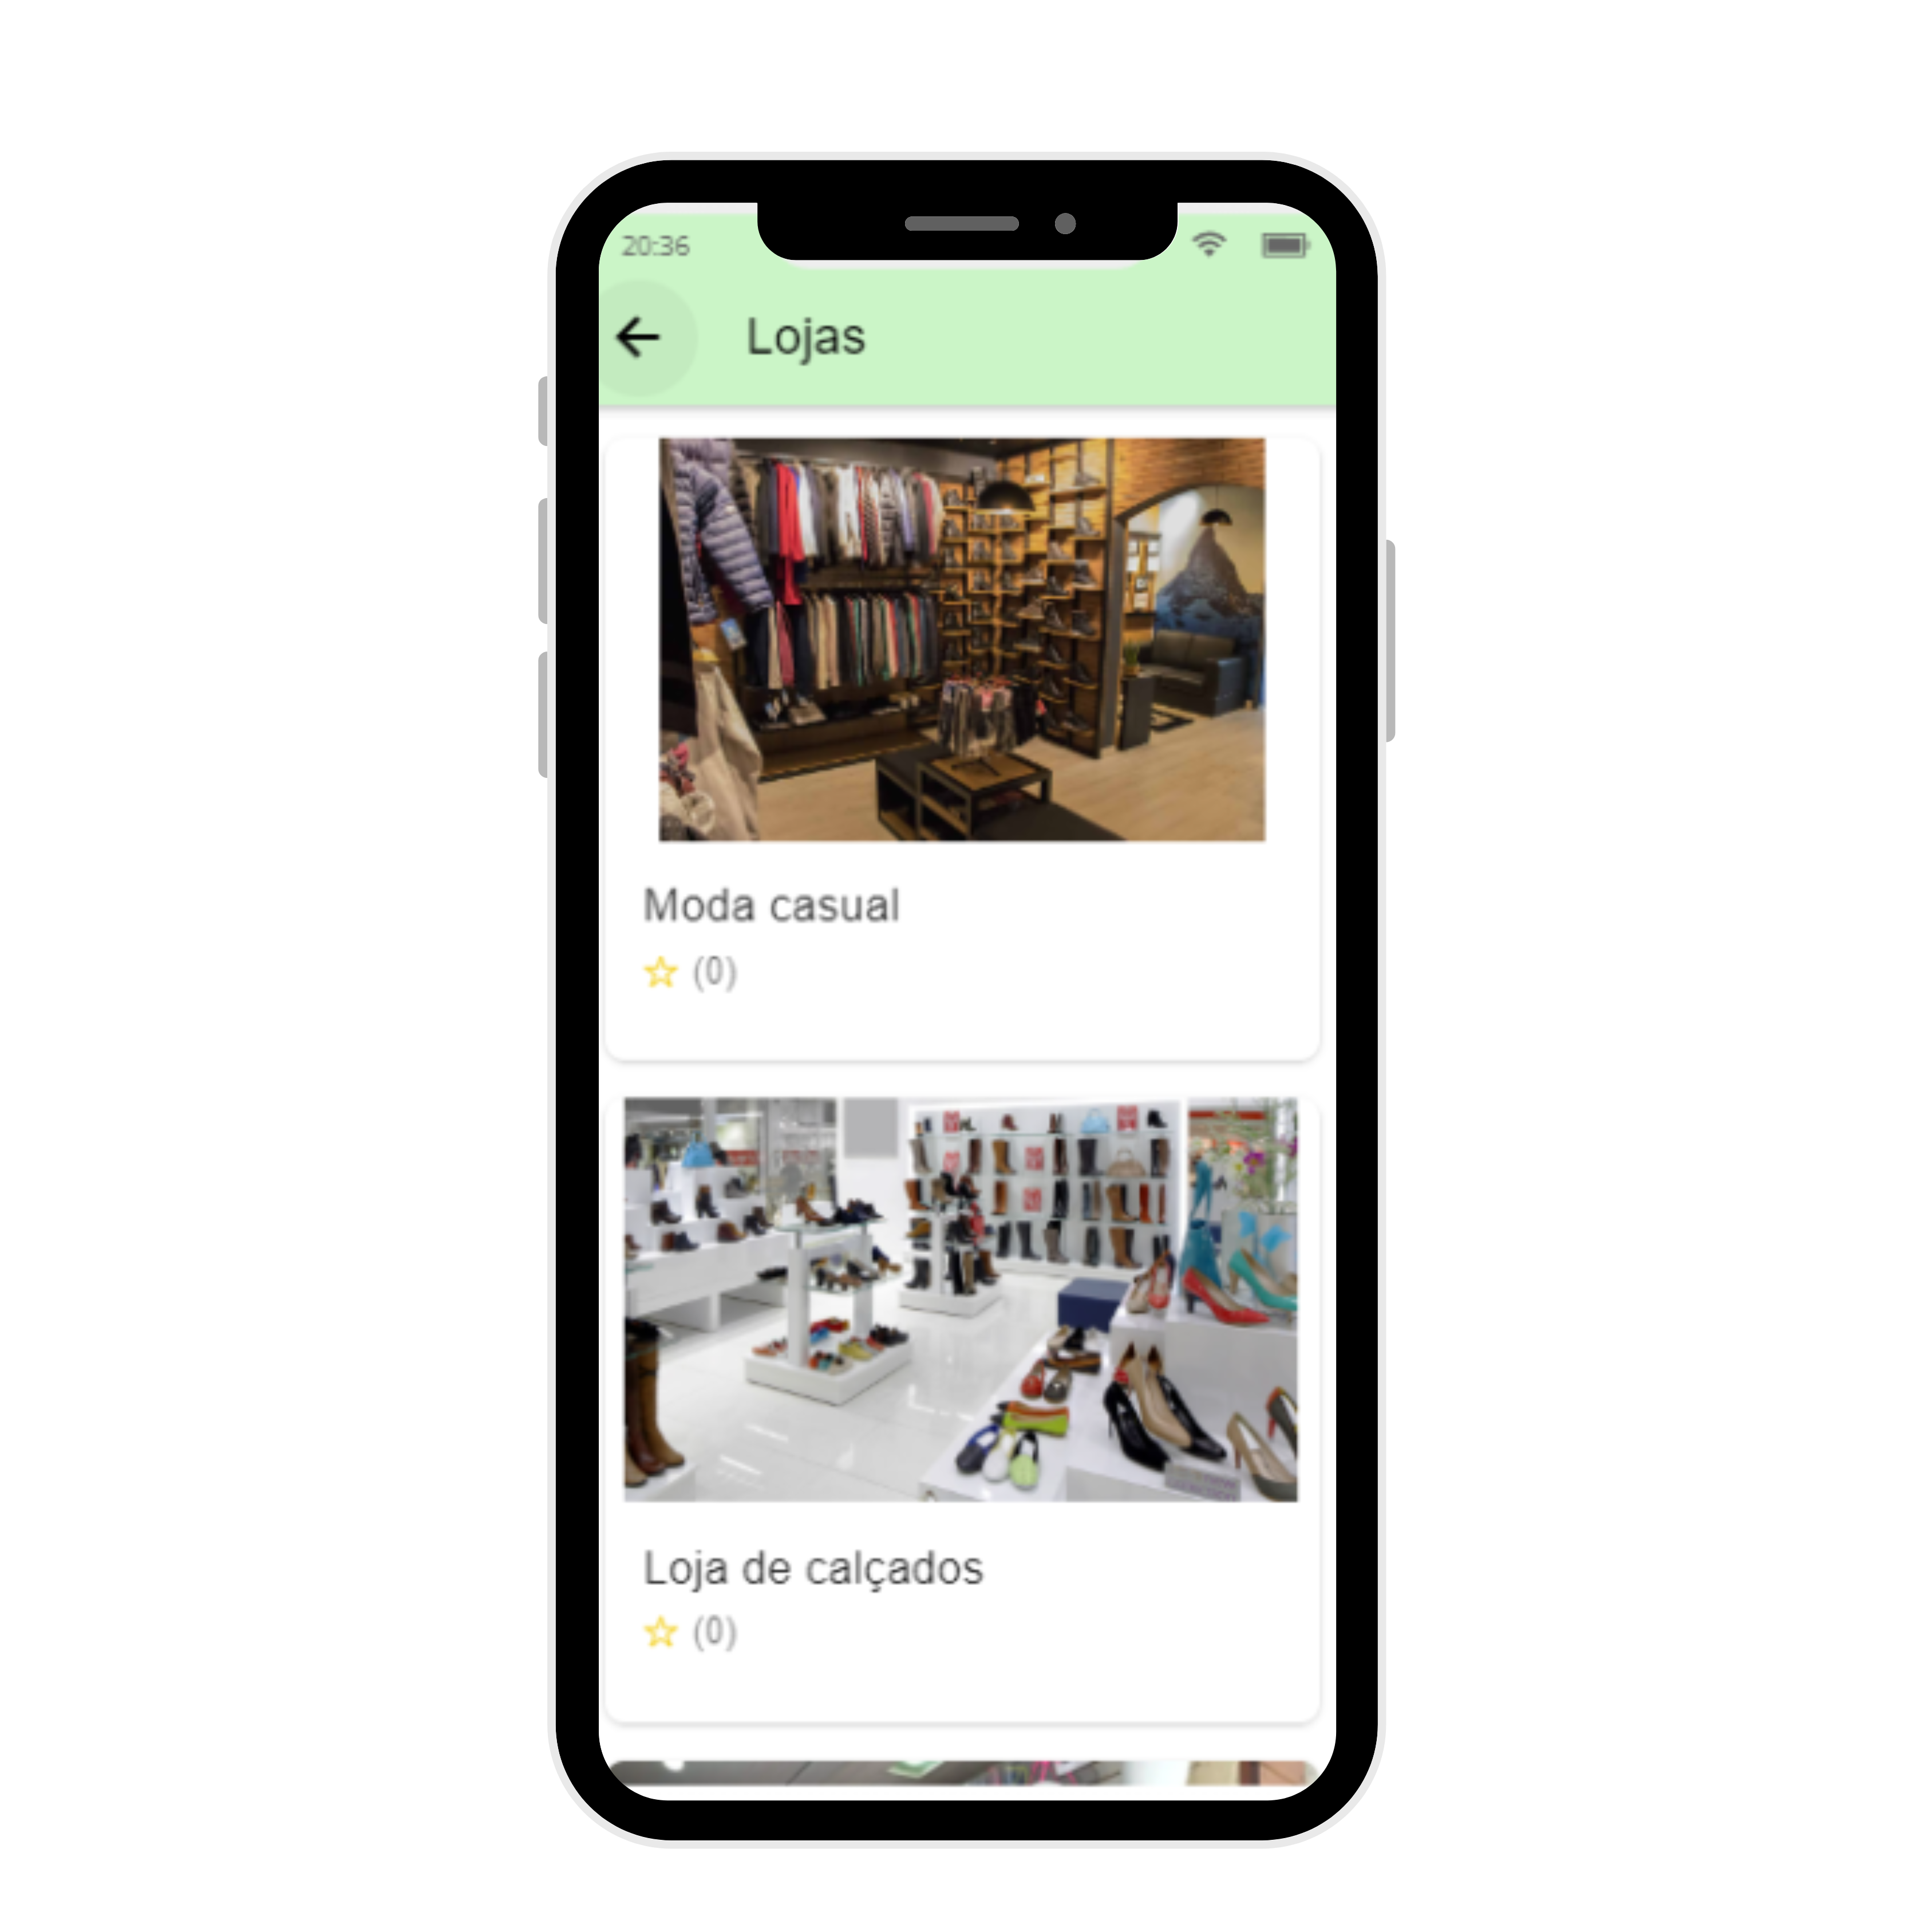 20:36
Lojas
Moda casual
(0)
Loja de calçados
(0)